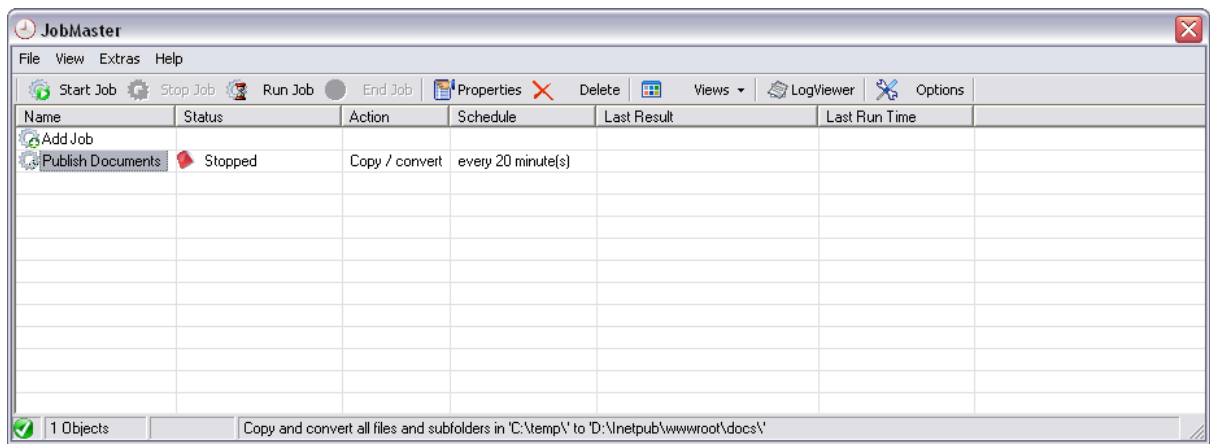 JobMaster
File View Extras Help
Start Job Stop Job Run Job End Job Properties Delete Views LogViewer Options
Name Status Action Schedule Last Result Last Run Time
Add Job
Publish Documents Stopped Copy / convert every 20 minute(s)
1 Objects Copy and convert all files and subfolders in 'C:\temp\' to 'D:\Inetpub\wwwroot\docs\'